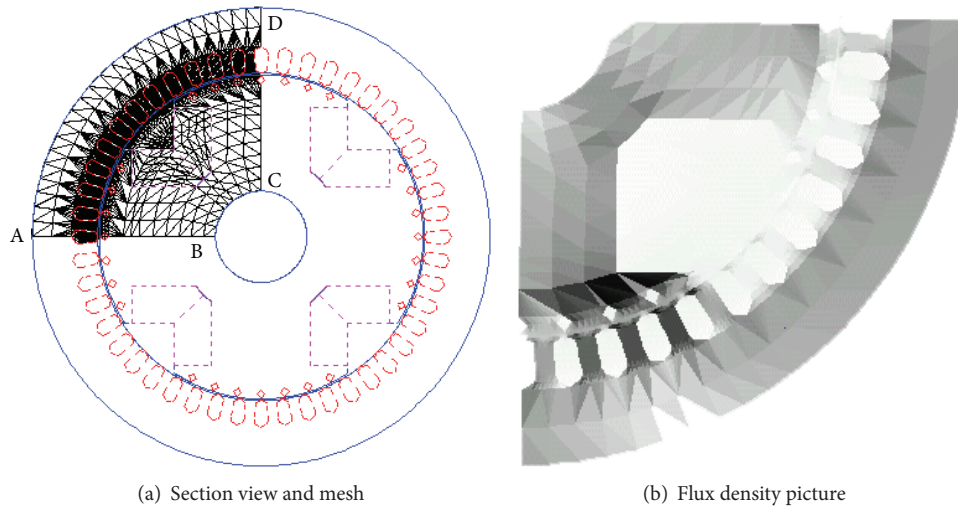 D
C
A
B
(a) Section view and mesh
(b) Flux density picture